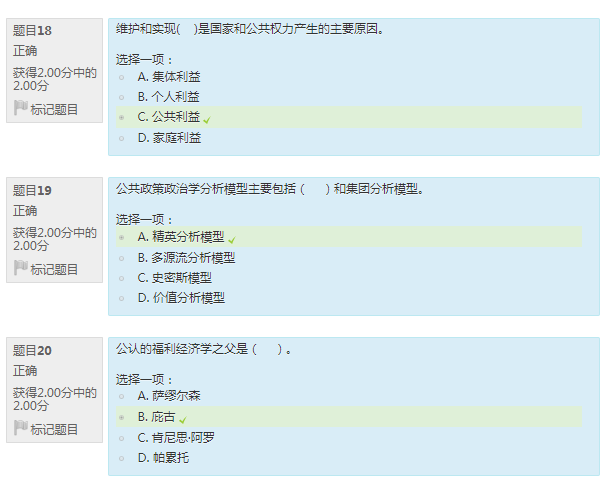 题目18
正确
获得2.00分中的
2.00分
标记题目
维护和实现( )是国家和公共权力产生的主要原因。
选择一项：
A. 集体利益
B. 个人利益
C. 公共利益
D. 家庭利益
题目19
正确
获得2.00分中的
2.00分
标记题目
公共政策政治学分析模型主要包括（ ）和集团分析模型。
选择一项：
A. 精英分析模型
B. 多源流分析模型
C. 史密斯模型
D. 价值分析模型
题目20
正确
获得2.00分中的
2.00分
标记题目
公认的福利经济学之父是（ ）。
选择一项：
A. 萨缪尔森
B. 庇古
C. 肯尼思·阿罗
D. 帕累托